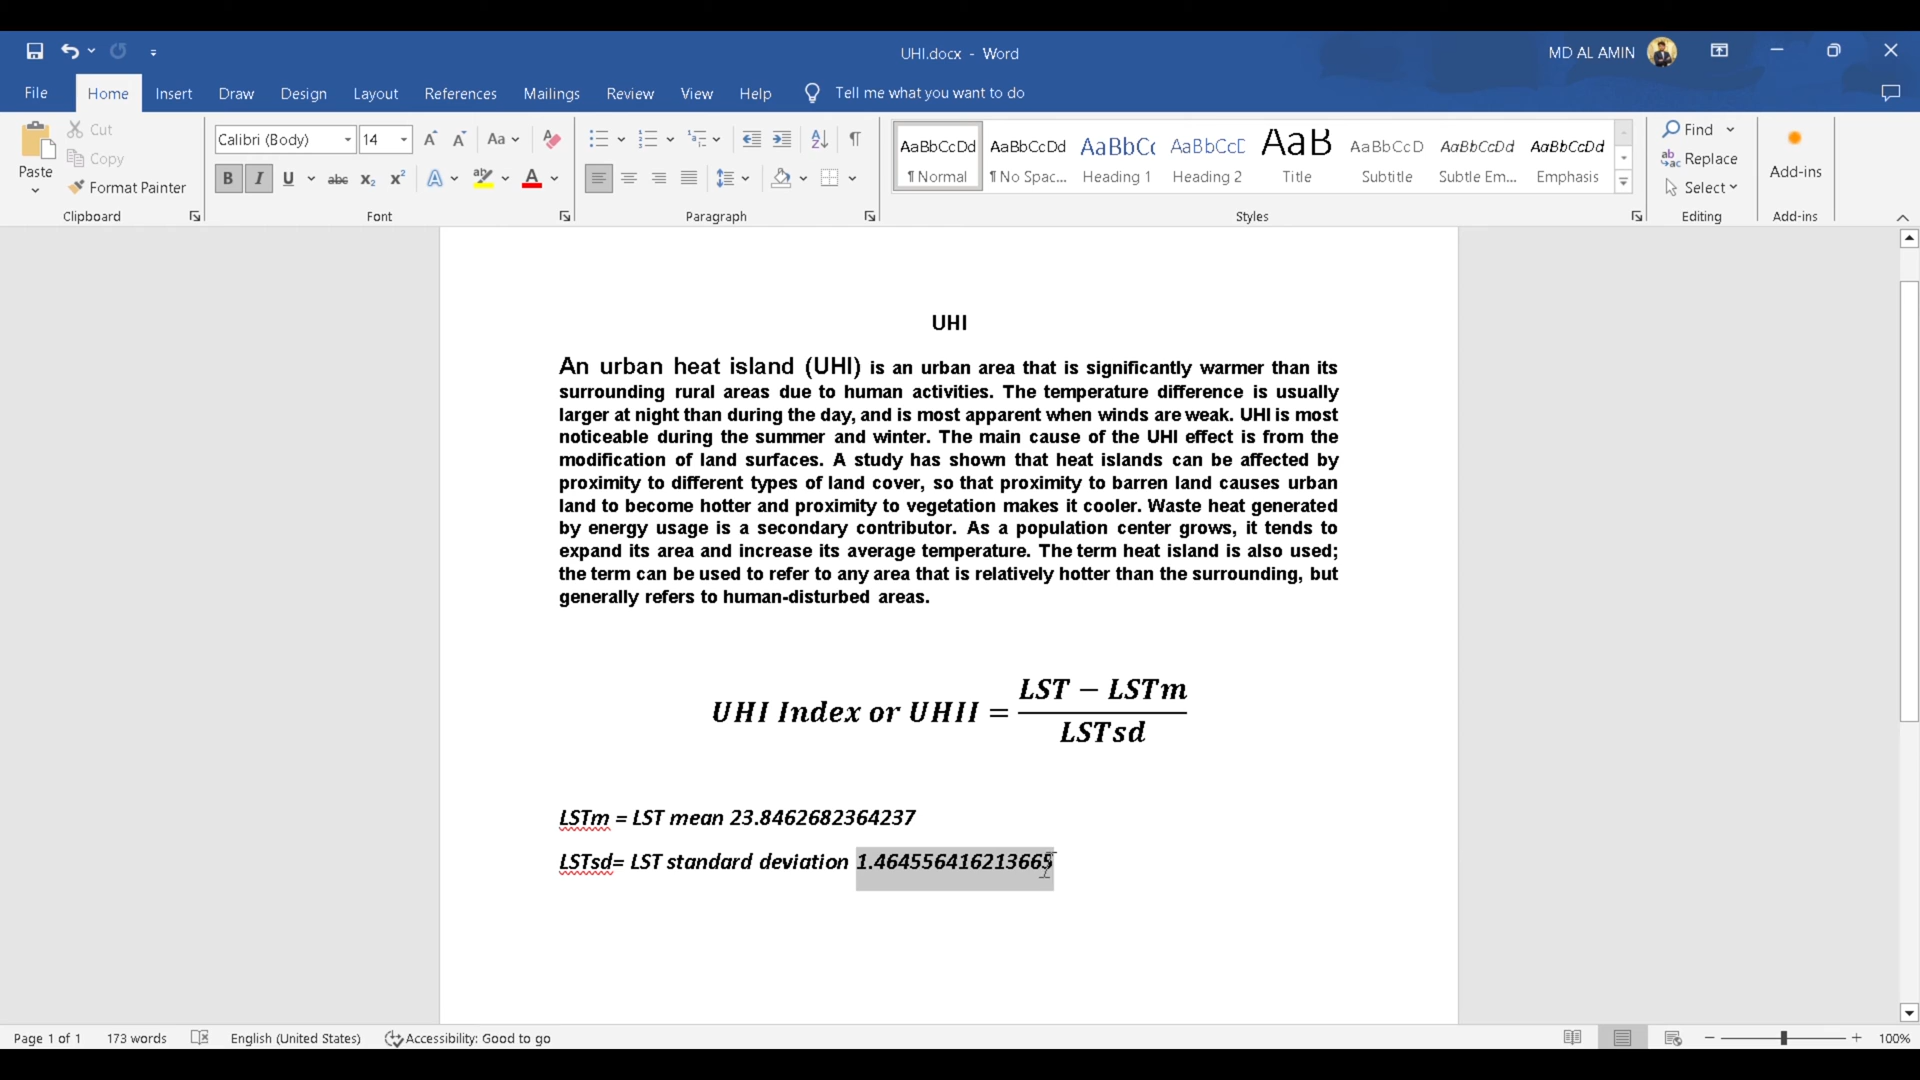 UHI.docx - Word
MD AL AMIN
File Home Insert Draw Design Layout References Mailings Review View Help Tell me what you want to do
Paste
Cut
Copy
Format Painter
Clipboard
Calibri (Body) 14
Font
Paragraph
AaBbCcDd AaBbCcDd AaBbCc AaBbCcD AaB AaBbCcD AaBbCcDd AaBbCcDd
¶ Normal ¶ No Spac... Heading 1 Heading 2 Title Subtitle Subtle Em... Emphasis
Styles
Find
Replace
Select
Editing
Add-ins
Add-ins
UHI
An urban heat island (UHI) is an urban area that is significantly warmer than its
surrounding rural areas due to human activities. The temperature difference is usually
larger at night than during the day, and is most apparent when winds are weak. UHI is most
noticeable during the summer and winter. The main cause of the UHI effect is from the
modification of land surfaces. A study has shown that heat islands can be affected by
proximity to different types of land cover, so that proximity to barren land causes urban
land to become hotter and proximity to vegetation makes it cooler. Waste heat generated
by energy usage is a secondary contributor. As a population center grows, it tends to
expand its area and increase its average temperature. The term heat island is also used;
the term can be used to refer to any area that is relatively hotter than the surrounding, but
generally refers to human-disturbed areas.
UHI Index or UHII = (LST − LSTm) / LSTsd
LSTm = LST mean 23.8462682364237
LSTsd= LST standard deviation 1.464556416213665
Page 1 of 1 173 words English (United States) Accessibility: Good to go 100%